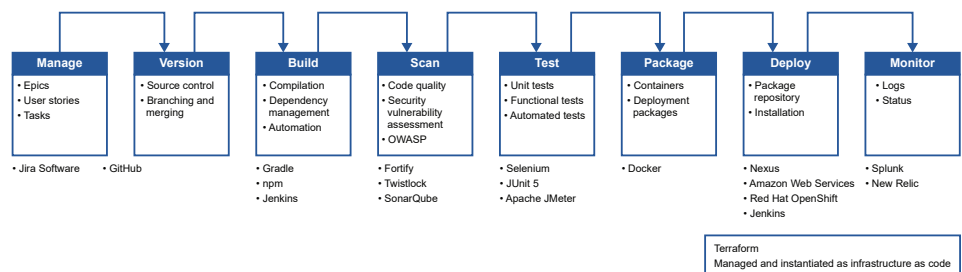 Manage
• Epics
• User stories
• Tasks
• Jira Software
Version
• Source control
• Branching and
merging
• GitHub
Build
• Compilation
• Dependency
management
• Automation
• Gradle
• npm
• Jenkins
Scan
• Code quality
• Security
vulnerability
assessment
• OWASP
• Fortify
• Twistlock
• SonarQube
Test
• Unit tests
• Functional tests
• Automated tests
• Selenium
• JUnit 5
• Apache JMeter
Package
• Containers
• Deployment
packages
• Docker
Deploy
• Package
repository
• Installation
• Nexus
• Amazon Web Services
• Red Hat OpenShift
• Jenkins
Monitor
• Logs
• Status
• Splunk
• New Relic
Terraform
Managed and instantiated as infrastructure as code